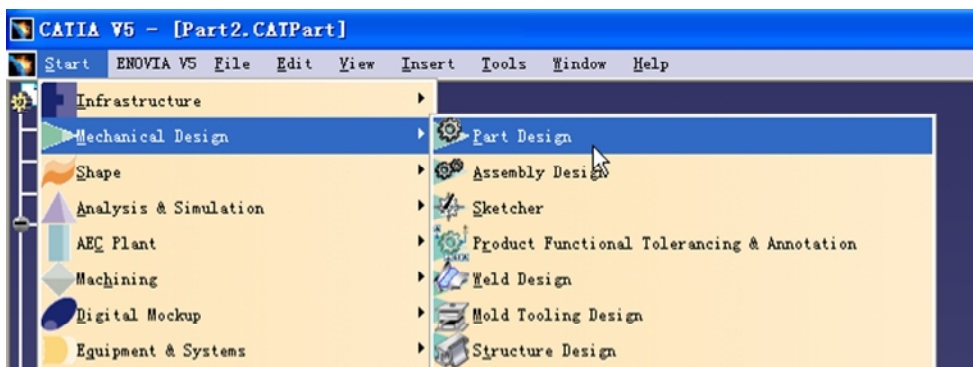 CATIA V5 - [Part2.CATPart]
Start ENOVIA V5 File Edit View Insert Tools Window Help
Infrastructure
Mechanical Design
Shape
Analysis & Simulation
AEC Plant
Machining
Digital Mockup
Equipment & Systems
Part Design
Assembly Design
Sketcher
Product Functional Tolerancing & Annotation
Weld Design
Mold Tooling Design
Structure Design